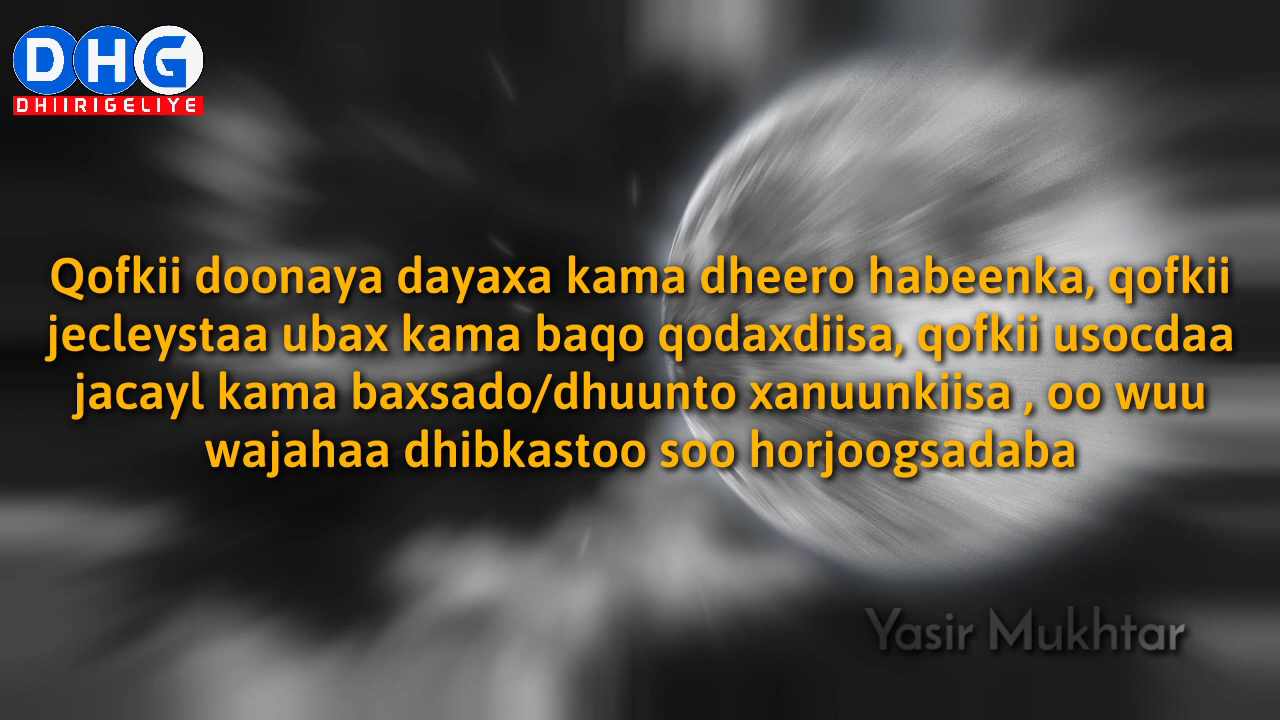 DHG
DHIIRIGELIYE
Qofkii doonaya dayaxa kama dheero habeenka, qofkii
jecleystaa ubax kama baqo qodaxdiisa, qofkii usocdaa
jacayl kama baxsado/dhuunto xanuunkiisa , oo wuu
wajahaa dhibkastoo soo horjoogsadaba
Yasir Mukhtar